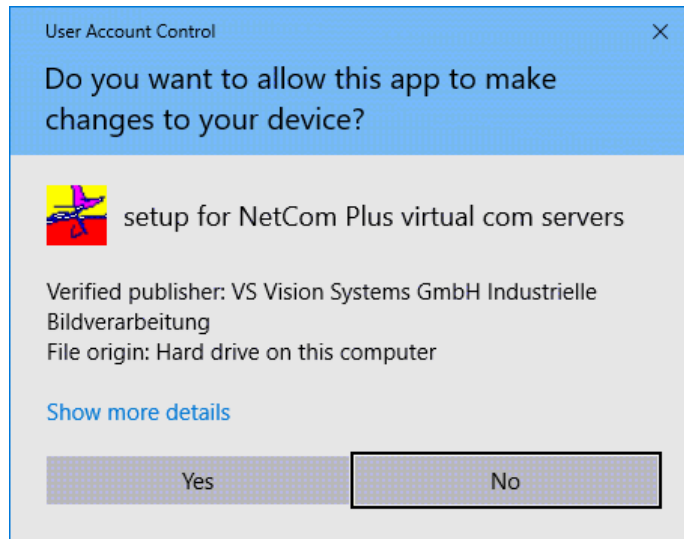 User Account Control
Do you want to allow this app to make
changes to your device?
setup for NetCom Plus virtual com servers
Verified publisher: VS Vision Systems GmbH Industrielle
Bildverarbeitung
File origin: Hard drive on this computer
Show more details
Yes
No